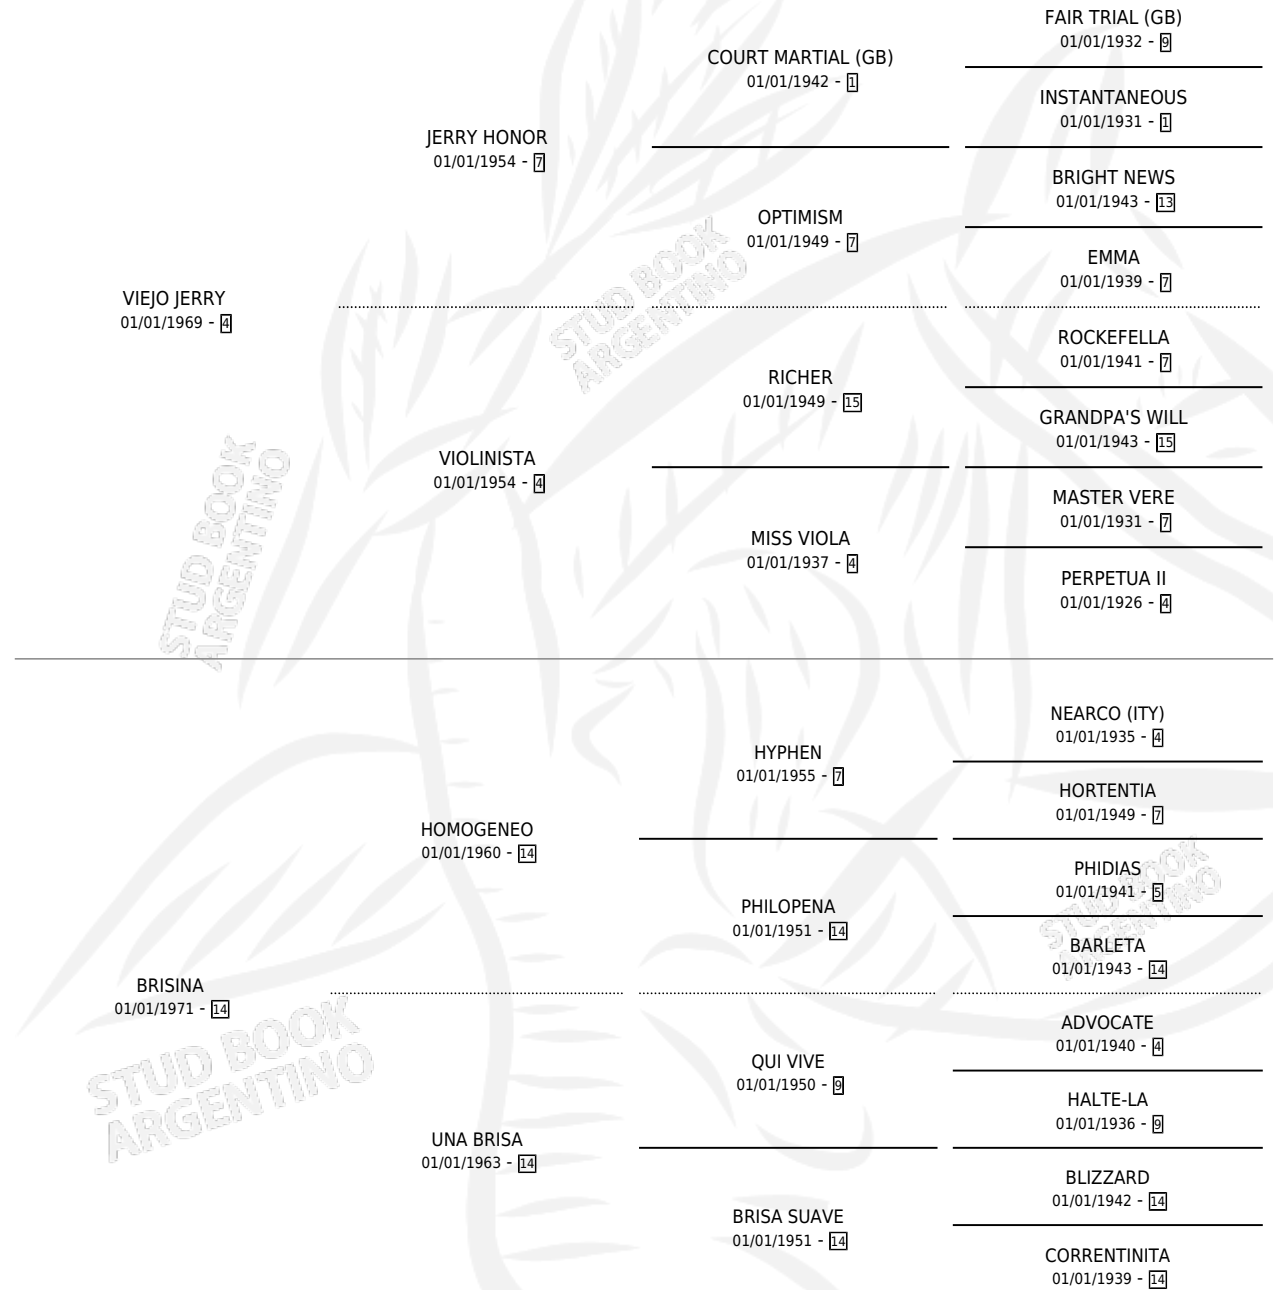 FAIR TRIAL (GB)
01/01/1932 - 9
COURT MARTIAL (GB)
01/01/1942 - 1
INSTANTANEOUS
01/01/1931 - 1
JERRY HONOR
01/01/1954 - 7
BRIGHT NEWS
01/01/1943 - 13
OPTIMISM
01/01/1949 - 7
EMMA
01/01/1939 - 7
VIEJO JERRY
01/01/1969 - 4
ROCKEFELLA
01/01/1941 - 7
RICHER
01/01/1949 - 15
GRANDPA'S WILL
01/01/1943 - 15
VIOLINISTA
01/01/1954 - 4
MASTER VERE
01/01/1931 - 7
MISS VIOLA
01/01/1937 - 4
PERPETUA II
01/01/1926 - 4
NEARCO (ITY)
01/01/1935 - 4
HYPHEN
01/01/1955 - 7
HORTENTIA
01/01/1949 - 7
HOMOGENEO
01/01/1960 - 14
PHIDIAS
01/01/1941 - 5
PHILOPENA
01/01/1951 - 14
BARLETA
01/01/1943 - 14
BRISINA
01/01/1971 - 14
ADVOCATE
01/01/1940 - 4
QUI VIVE
01/01/1950 - 9
HALTE-LA
01/01/1936 - 9
UNA BRISA
01/01/1963 - 14
BLIZZARD
01/01/1942 - 14
BRISA SUAVE
01/01/1951 - 14
CORRENTINITA
01/01/1939 - 14
STUD BOOK
ARGENTINO
STUD BOOK
ARGENTINO
STUD BOOK
ARGENTINO
STUD BOOK
ARGENTINO